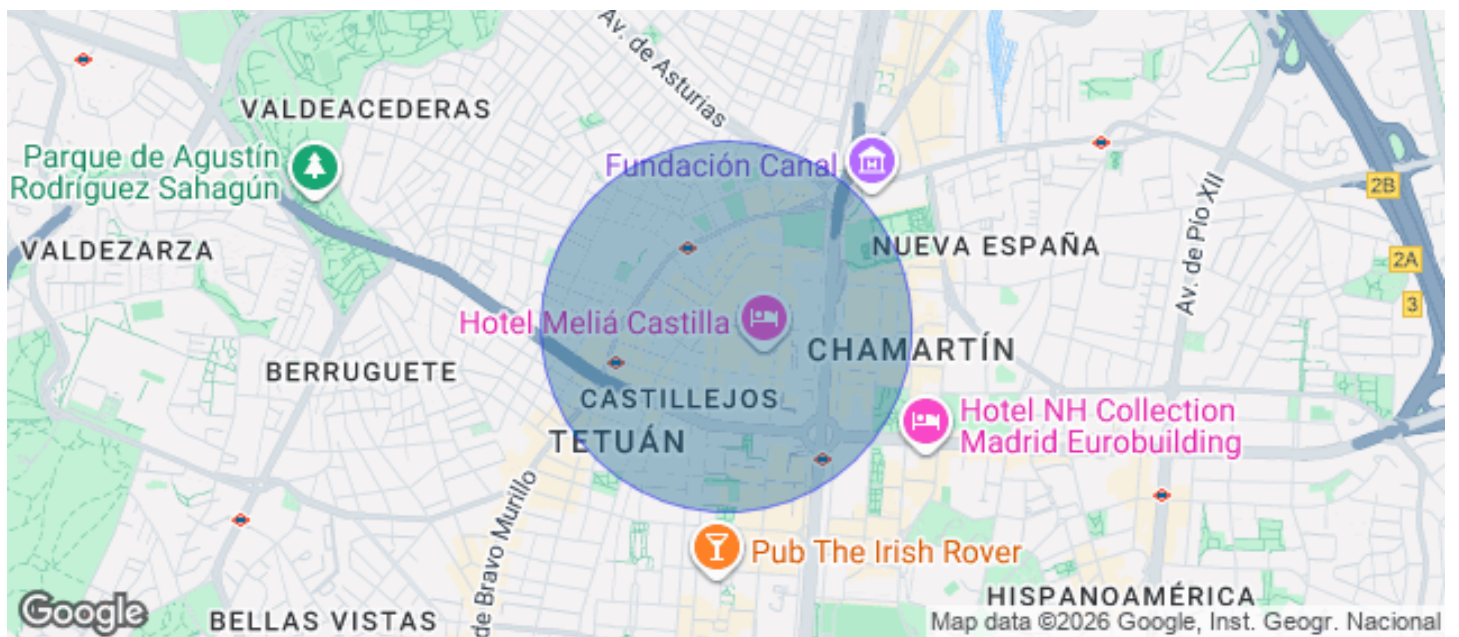 Av. de Asturias
VALDEACEDERAS
Parque de Agustín
Rodríguez Sahagún
Fundación Canal
2B
VALDEZARZA
NUEVA ESPAÑA
Av. de Pío XII
2A
3
Hotel Meliá Castilla
CHAMARTÍN
BERRUGUETE
CASTILLEJOS
TETUÁN
Hotel NH Collection
Madrid Eurobuilding
de Bravo Murillo
Pub The Irish Rover
HISPANOAMÉRICA
Google
BELLAS VISTAS
Map data ©2026 Google, Inst. Geogr. Nacional